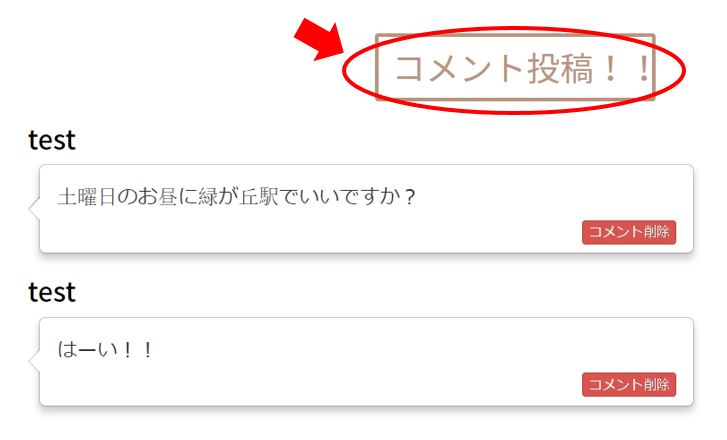 コメント投稿！！
test
土曜日のお昼に緑が丘駅でいいですか？
コメント削除
test
はーい！！
コメント削除